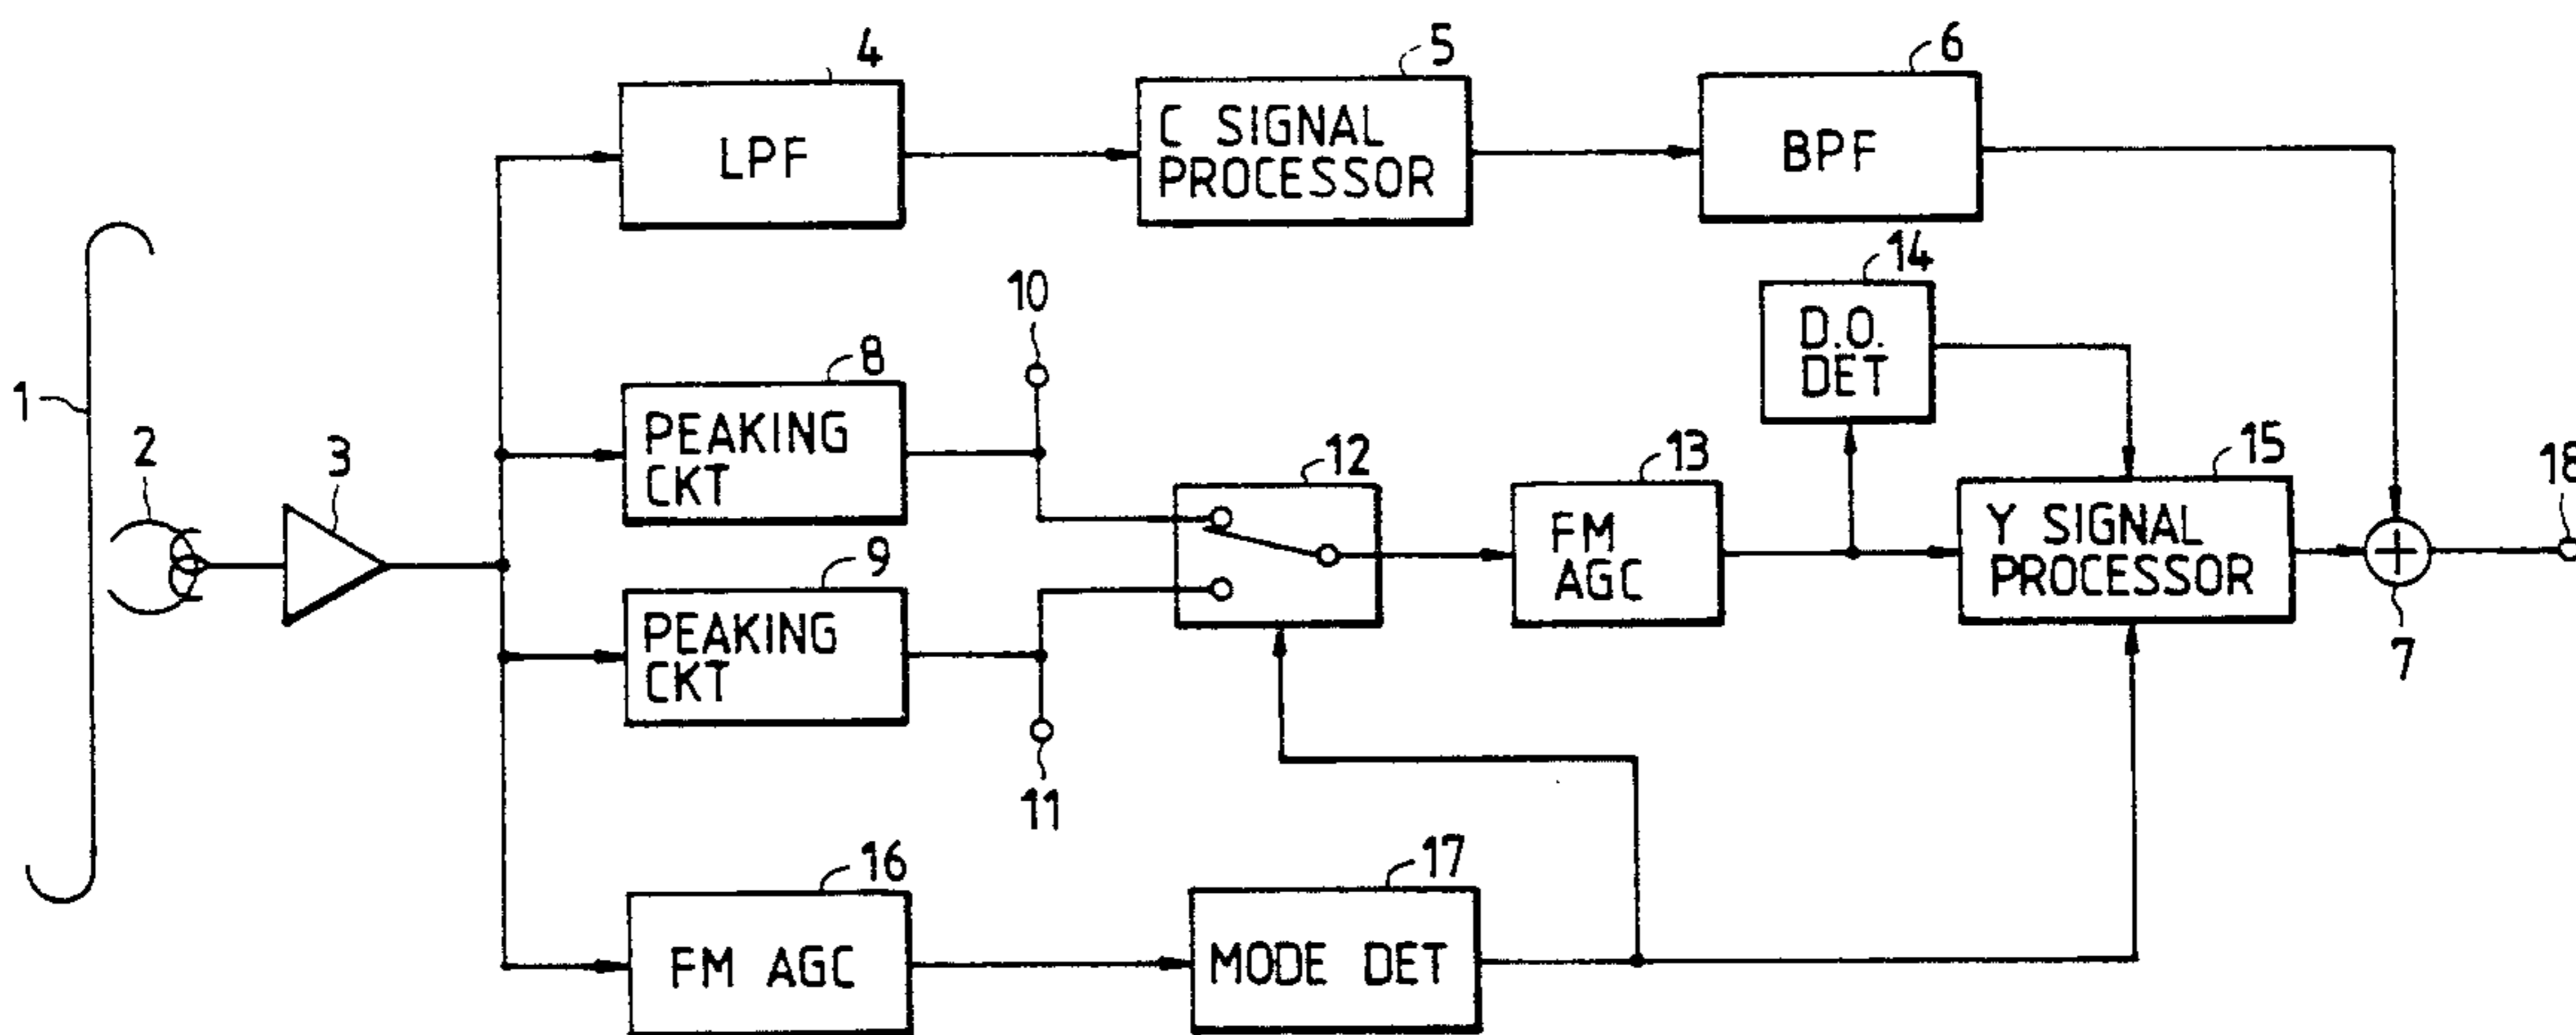 4
5
6
LPF
C SIGNAL
PROCESSOR
BPF
14
10
D.O.
DET
8
1
2
3
PEAKING
CKT
12
13
15
18
9
FM
AGC
Y SIGNAL
PROCESSOR
PEAKING
CKT
7
11
16
17
FM AGC
MODE DET